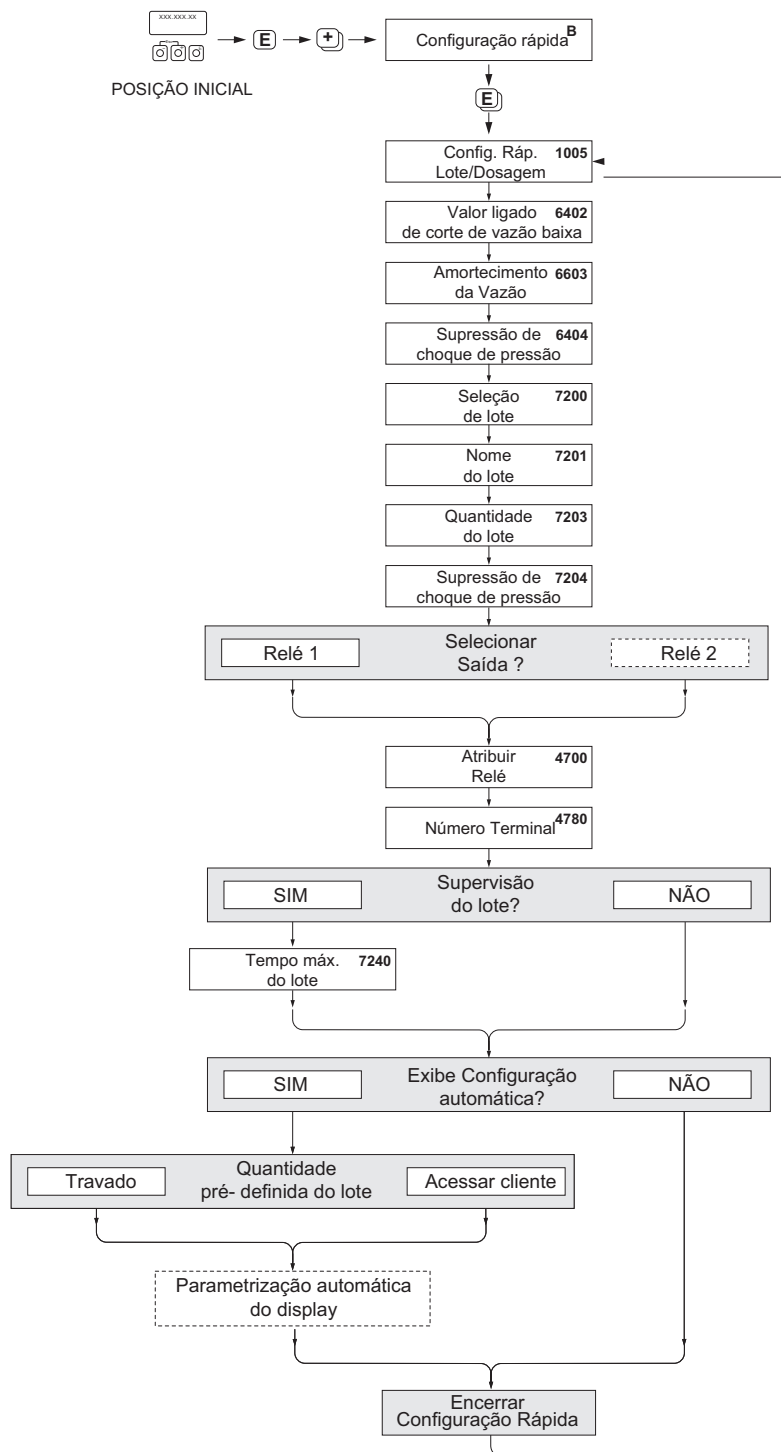 xxx.xxx.xx
E
+
Configuração rápida B
POSIÇÃO INICIAL
E
Config. Ráp. 1005
Lote/Dosagem
Valor ligado 6402
de corte de vazão baixa
Amortecimento 6603
da Vazão
Supressão de 6404
choque de pressão
Seleção 7200
de lote
Nome 7201
do lote
Quantidade 7203
do lote
Supressão de 7204
choque de pressão
Relé 1
Selecionar
Saída ?
Relé 2
Atribuir 4700
Relé
Número Terminal 4780
SIM
Supervisão
do lote?
NÃO
Tempo máx. 7240
do lote
SIM
Exibe Configuração
automática?
NÃO
Travado
Quantidade
pré- definida do lote
Acessar cliente
Parametrização automática
do display
Encerrar
Configuração Rápida